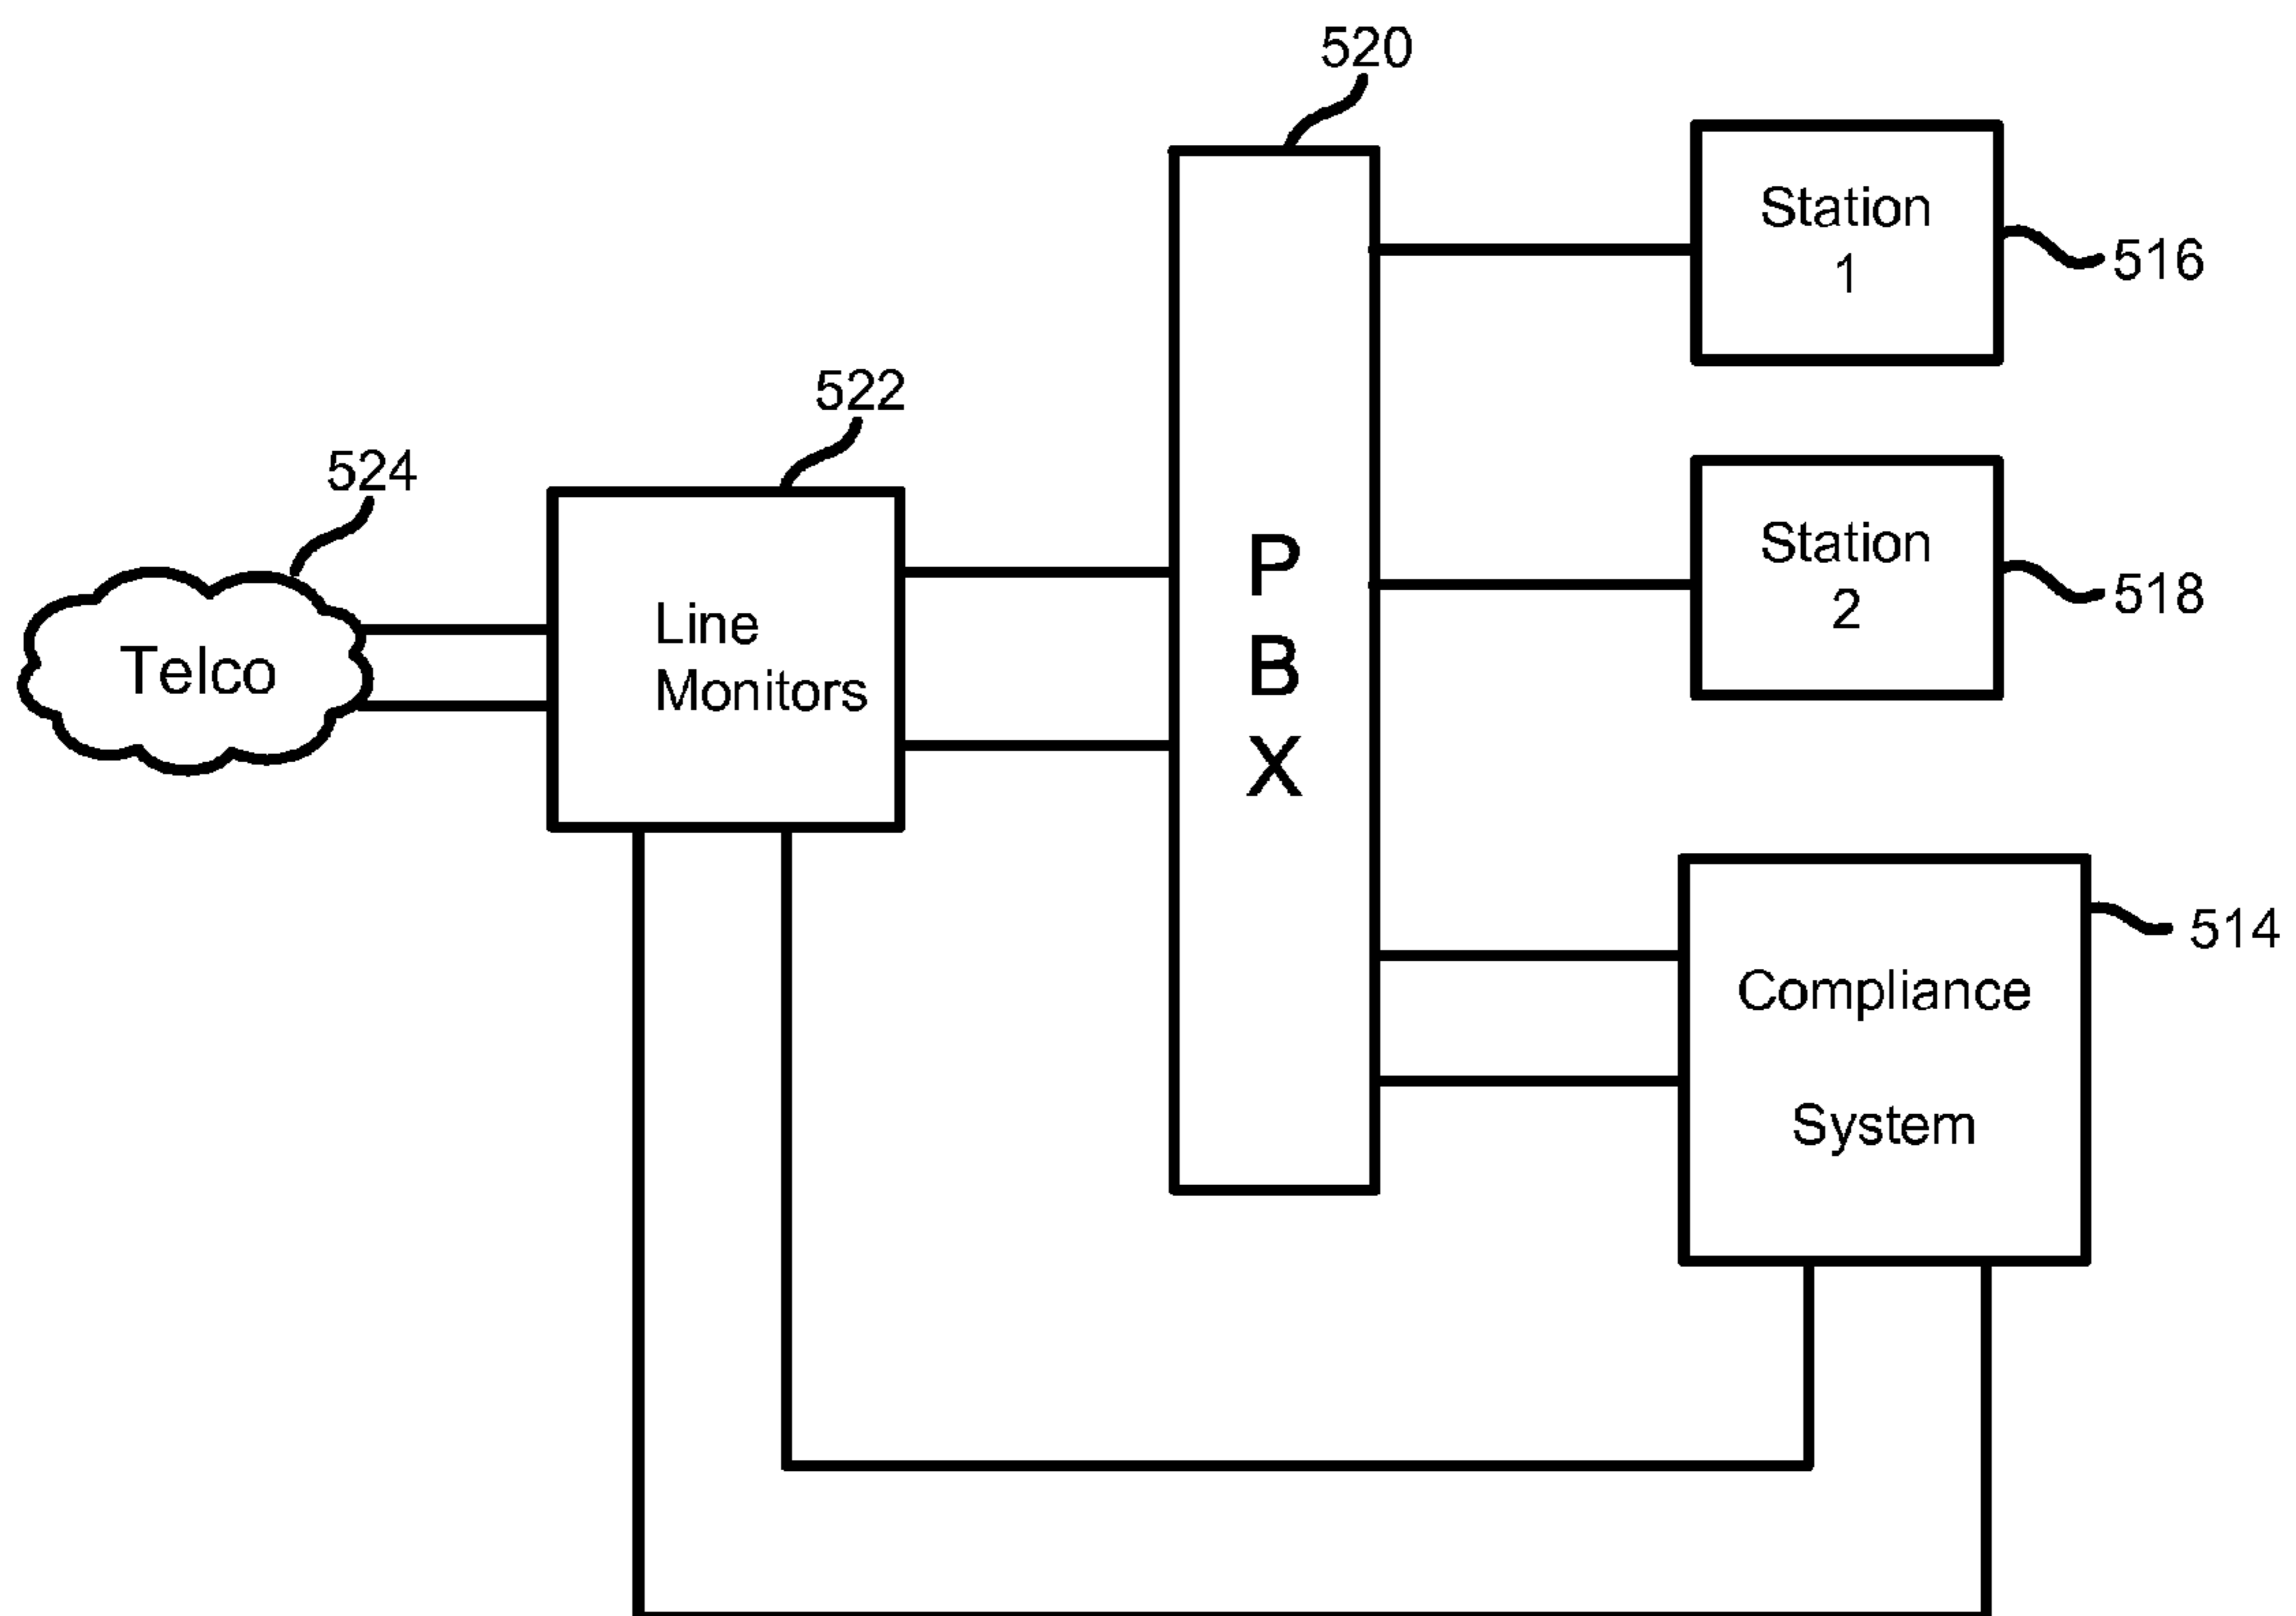 520
Station
1
516
522
524
Station
2
518
Telco
Line
Monitors
P
B
X
514
Compliance
System